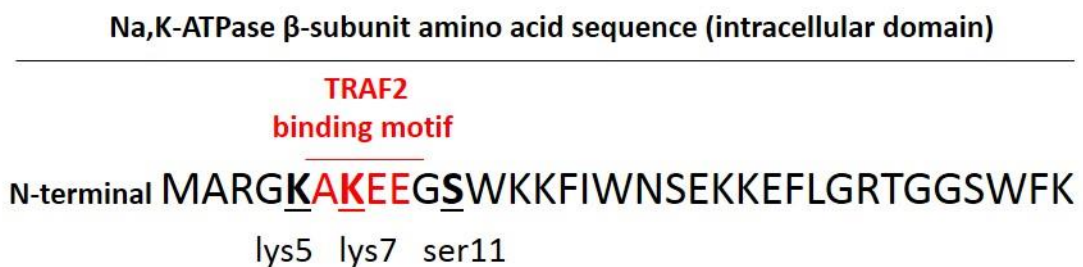 Na,K-ATPase β-subunit amino acid sequence (intracellular domain)
TRAF2
binding motif
N-terminal MARGKAKEEGSWKKFIWNSEKKEFLGRTGGSWFK
lys5 lys7 ser11